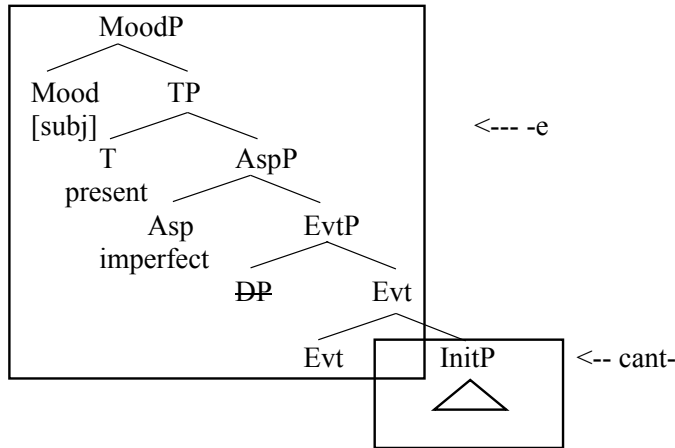 MoodP
Mood TP
[subj] <--- -e
T AspP
present
Asp EvtP
imperfect
DP Evt
Evt InitP <-- cant-